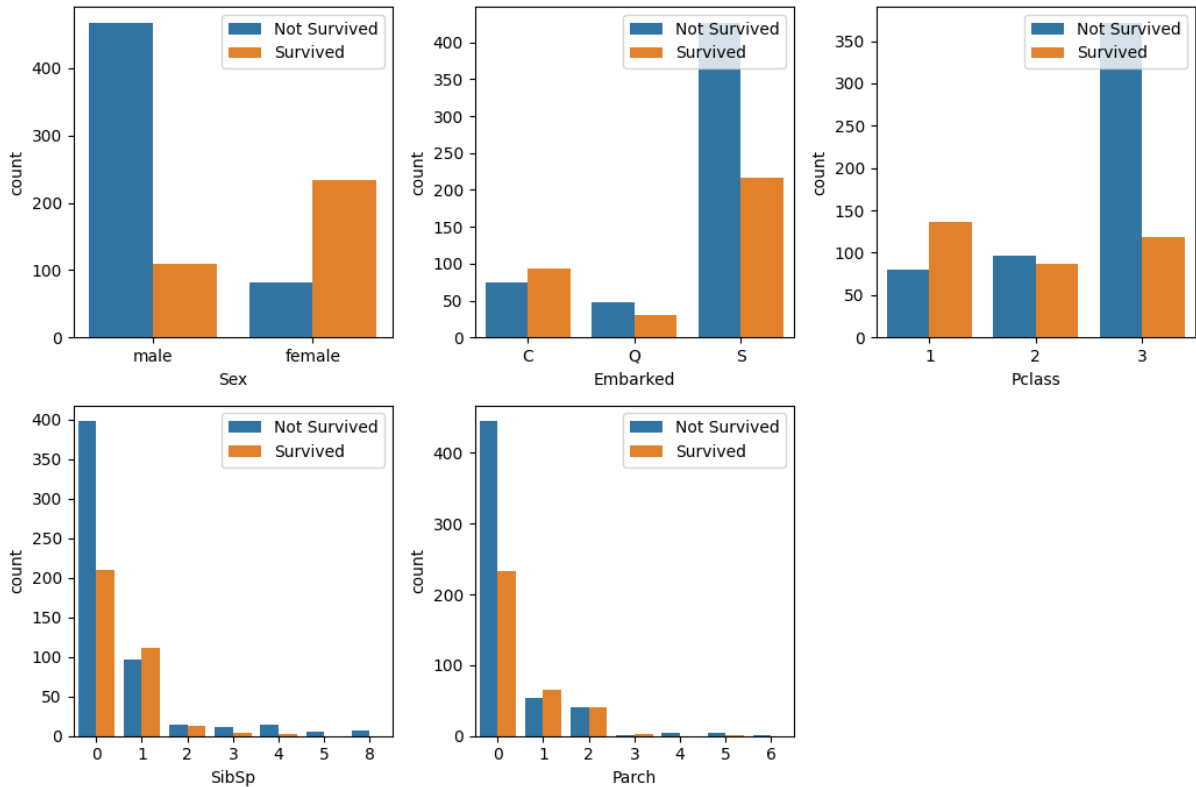 Not Survived
Survived
400
300
200
100
0
count
male female
Sex
Not Survived
Survived
400
350
300
250
200
150
100
50
0
count
C Q S
Embarked
Not Survived
Survived
350
300
250
200
150
100
50
0
count
1 2 3
Pclass
Not Survived
Survived
400
350
300
250
200
150
100
50
0
count
0 1 2 3 4 5 8
SibSp
Not Survived
Survived
400
300
200
100
0
count
0 1 2 3 4 5 6
Parch